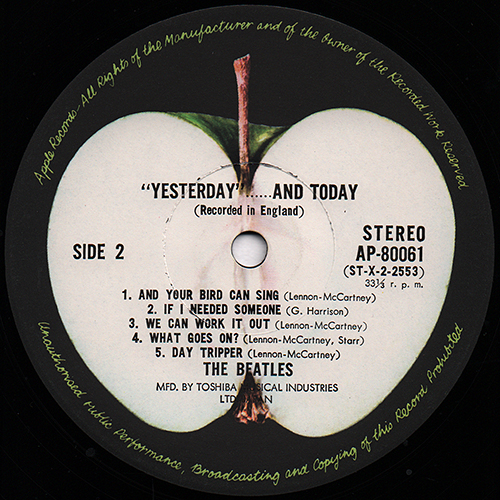 Apple Records - All Rights of the Manufacturer and of the Owner of the Recorded Work Reserved
"YESTERDAY"......AND TODAY
(Recorded in England)
SIDE 2
STEREO
AP-80061
(ST-X-2-2553)
33⅓ r. p. m.
1. AND YOUR BIRD CAN SING (Lennon-McCartney)
2. IF I NEEDED SOMEONE (G. Harrison)
3. WE CAN WORK IT OUT (Lennon-McCartney)
4. WHAT GOES ON? (Lennon-McCartney, Starr)
5. DAY TRIPPER (Lennon-McCartney)
THE BEATLES
MFD. BY TOSHIBA INDUSTRIES
LTD
Unauthorised Public Performance, Broadcasting and Copying of this Record Prohibited